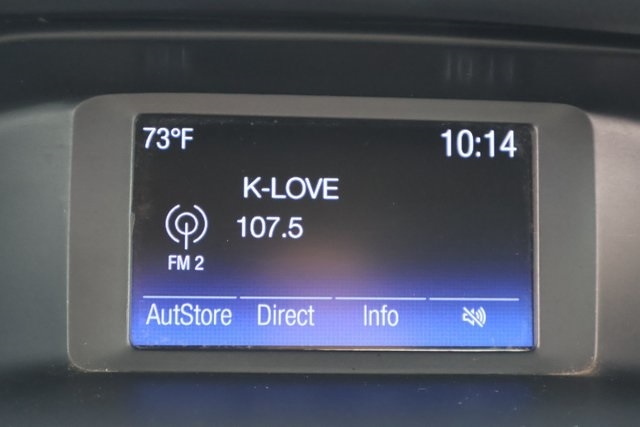 73°F 10:14
K-LOVE
107.5
FM 2
AutStore Direct Info